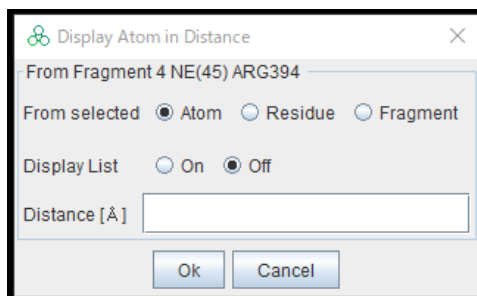 Display Atom in Distance
From Fragment 4 NE(45) ARG394
From selected Atom Residue Fragment
Display List On Off
Distance [Å]
Ok Cancel